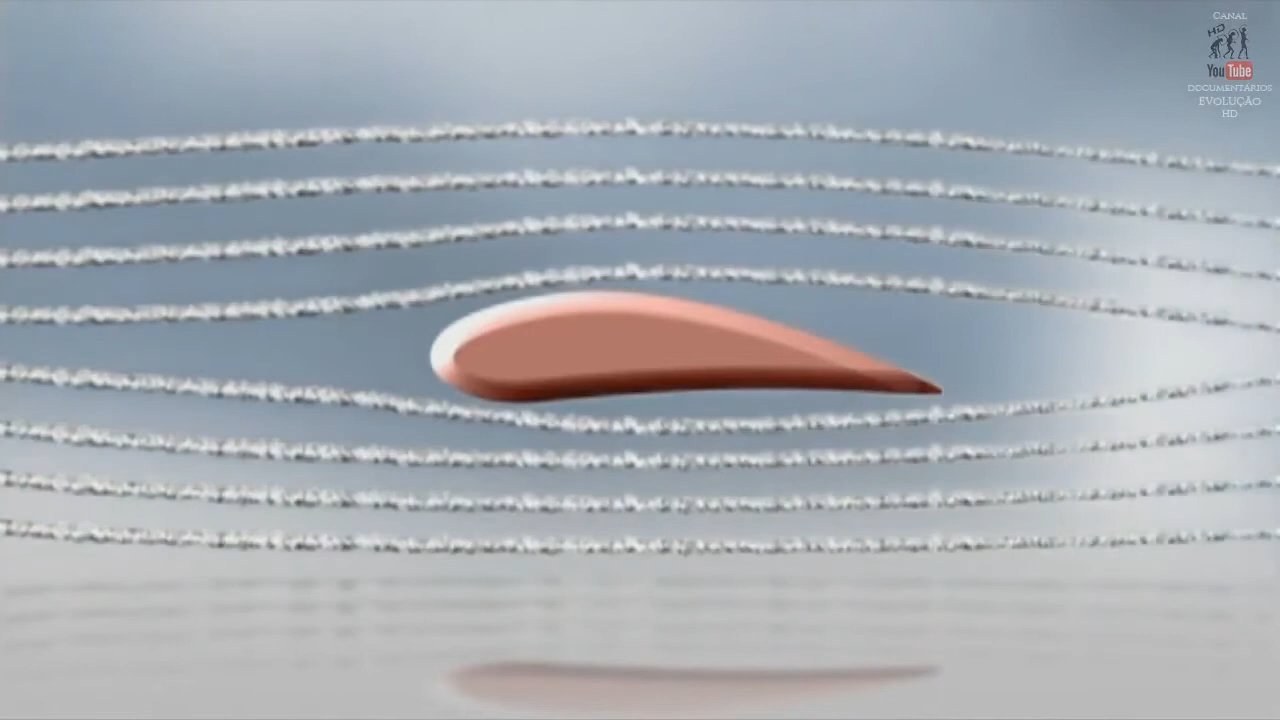 CANAL
HD
YouTube
DOCUMENTÁRIOS
EVOLUÇÃO
HD